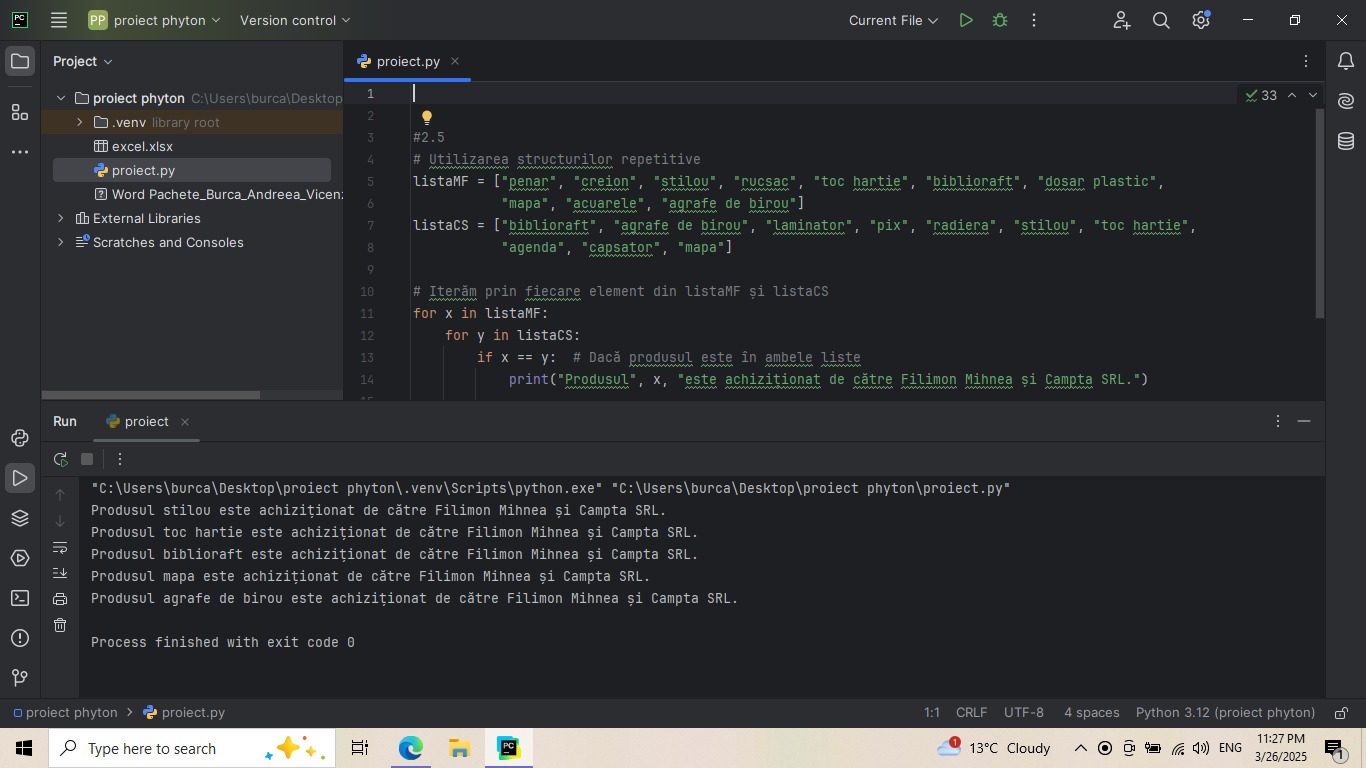 PC
PP proiect phyton
Version control
Current File
Project
proiect.py
proiect phyton C:\Users\burca\Desktop
.venv library root
excel.xlsx
proiect.py
Word Pachete_Burca_Andreea_Vicen
External Libraries
Scratches and Consoles
33
1
2
3 #2.5
4 # Utilizarea structurilor repetitive
5 listaMF = ["penar", "creion", "stilou", "rucsac", "toc hartie", "biblioraft", "dosar plastic",
6 "mapa", "acuarele", "agrafe de birou"]
7 listaCS = ["biblioraft", "agrafe de birou", "laminator", "pix", "radiera", "stilou", "toc hartie",
8 "agenda", "capsator", "mapa"]
9
10 # Iterăm prin fiecare element din listaMF și listaCS
11 for x in listaMF:
12 for y in listaCS:
13 if x == y:  # Dacă produsul este în ambele liste
14 print("Produsul", x, "este achiziționat de către Filimon Mihnea și Campta SRL.")
Run
proiect
"C:\Users\burca\Desktop\proiect phyton\.venv\Scripts\python.exe" "C:\Users\burca\Desktop\proiect phyton\proiect.py"
Produsul stilou este achiziționat de către Filimon Mihnea și Campta SRL.
Produsul toc hartie este achiziționat de către Filimon Mihnea și Campta SRL.
Produsul biblioraft este achiziționat de către Filimon Mihnea și Campta SRL.
Produsul mapa este achiziționat de către Filimon Mihnea și Campta SRL.
Produsul agrafe de birou este achiziționat de către Filimon Mihnea și Campta SRL.
Process finished with exit code 0
proiect phyton > proiect.py
1:1 CRLF UTF-8 4 spaces Python 3.12 (proiect phyton)
Type here to search
PC
1
13°C Cloudy
ENG
11:27 PM
3/26/2025
1